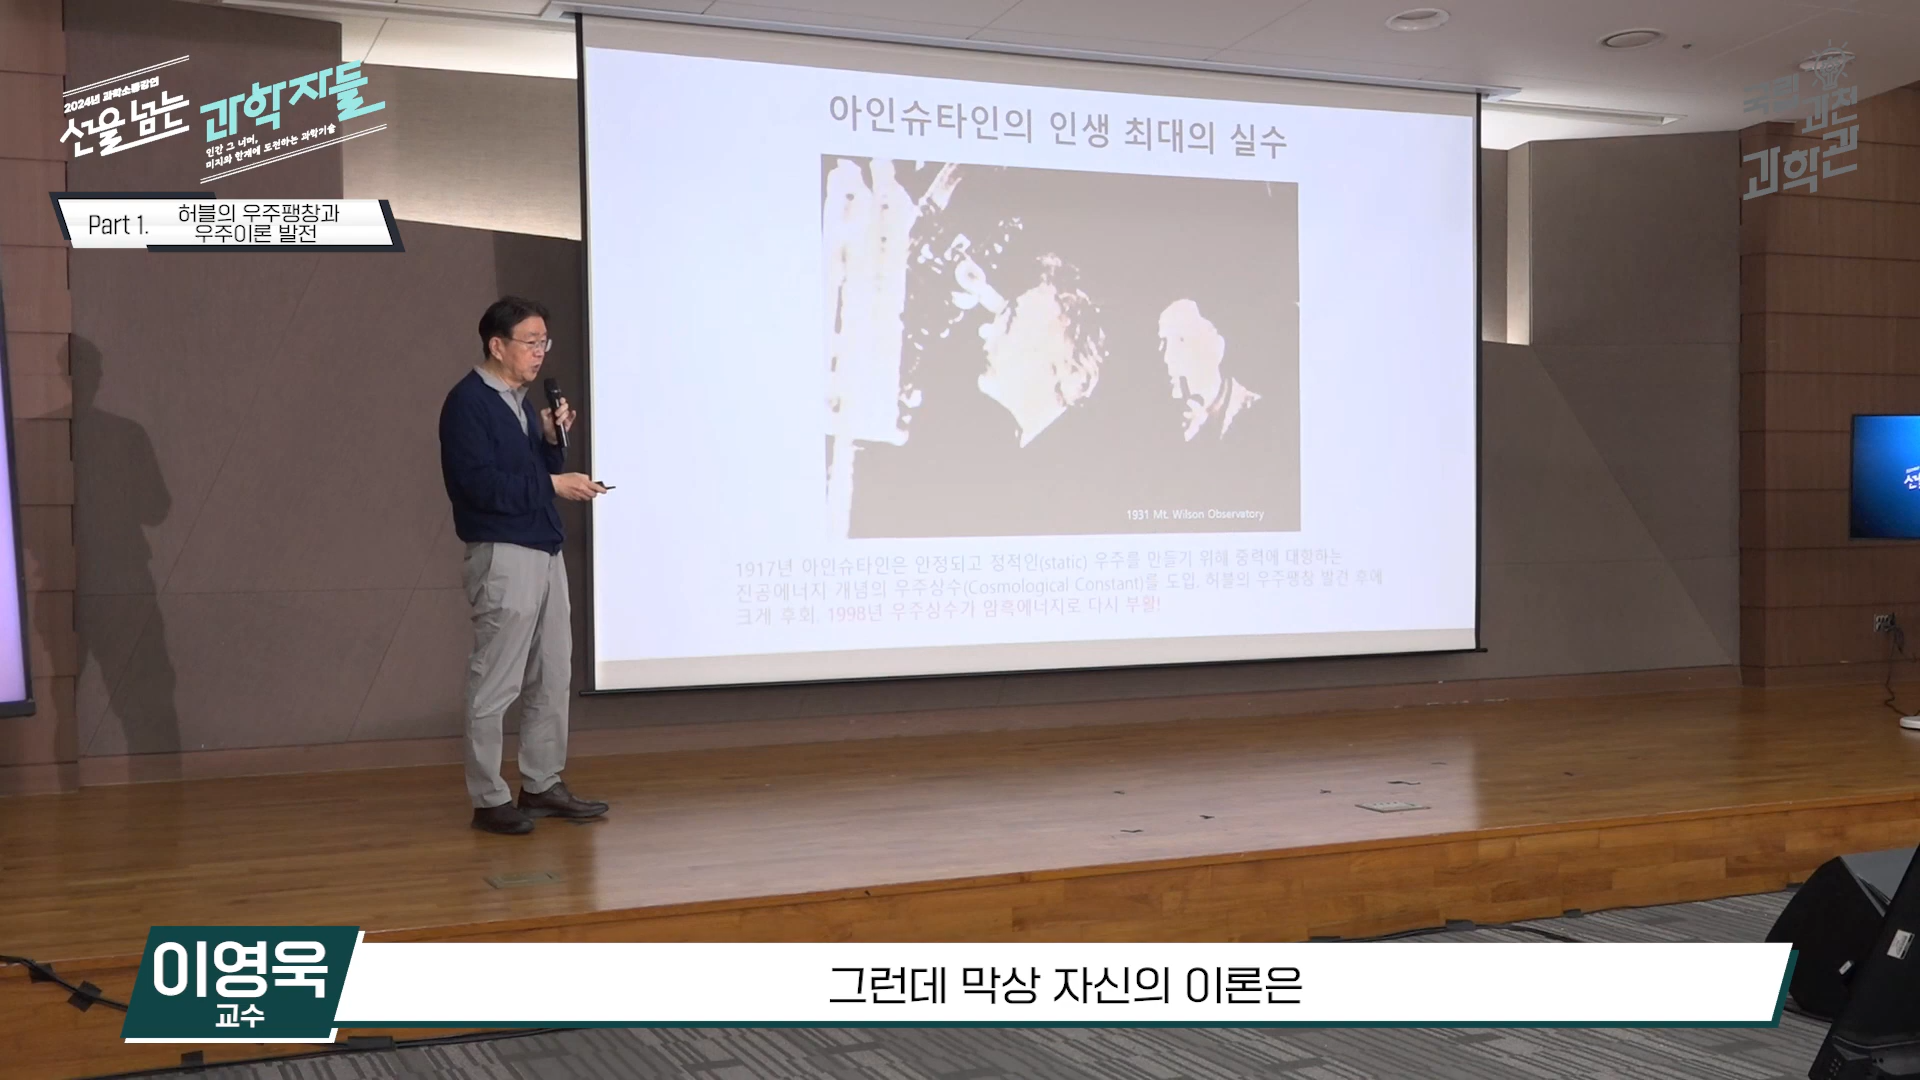 2024년 과학소통강연
선을 넘는 과학자들
인간 그 너머,
미지와 한계에 도전하는 과학기술
Part 1. 허블의 우주팽창과
우주이론 발전
국립
과천
과학관
아인슈타인의 인생 최대의 실수
1931 Mt. Wilson Observatory
1917년 아인슈타인은 안정되고 정적인(static) 우주를 만들기 위해 중력에 대항하는
진공에너지 개념의 우주상수(Cosmological Constant)를 도입. 허블의 우주팽창 발견 후에
크게 후회. 1998년 우주상수가 암흑에너지로 다시 부활!
이영욱
교수
그런데 막상 자신의 이론은